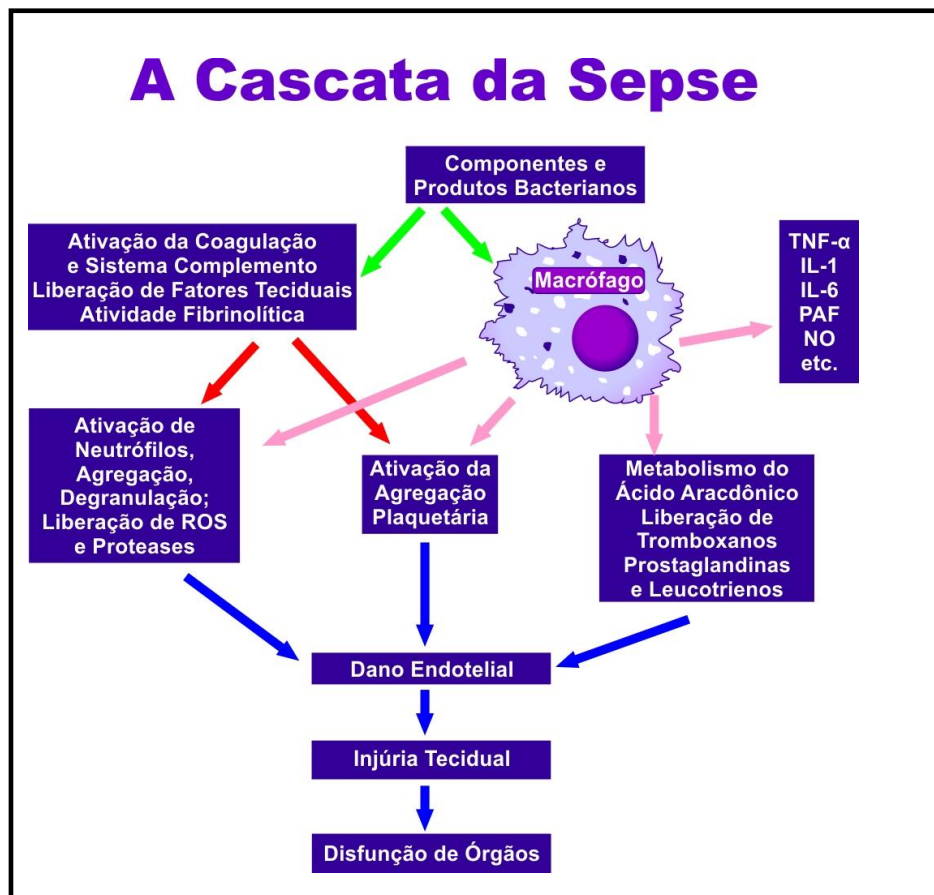 A Cascata da Sepse
Componentes e
Produtos Bacterianos
Ativação da Coagulação
e Sistema Complemento
Liberação de Fatores Teciduais
Atividade Fibrinolítica
Macrófago
TNF-α
IL-1
IL-6
PAF
NO
etc.
Ativação de
Neutrófilos,
Agregação,
Degranulação;
Liberação de ROS
e Proteases
Ativação da
Agregação
Plaquetária
Metabolismo do
Ácido Aracdônico
Liberação de
Tromboxanos
Prostaglandinas
e Leucotrienos
Dano Endotelial
Injúria Tecidual
Disfunção de Órgãos